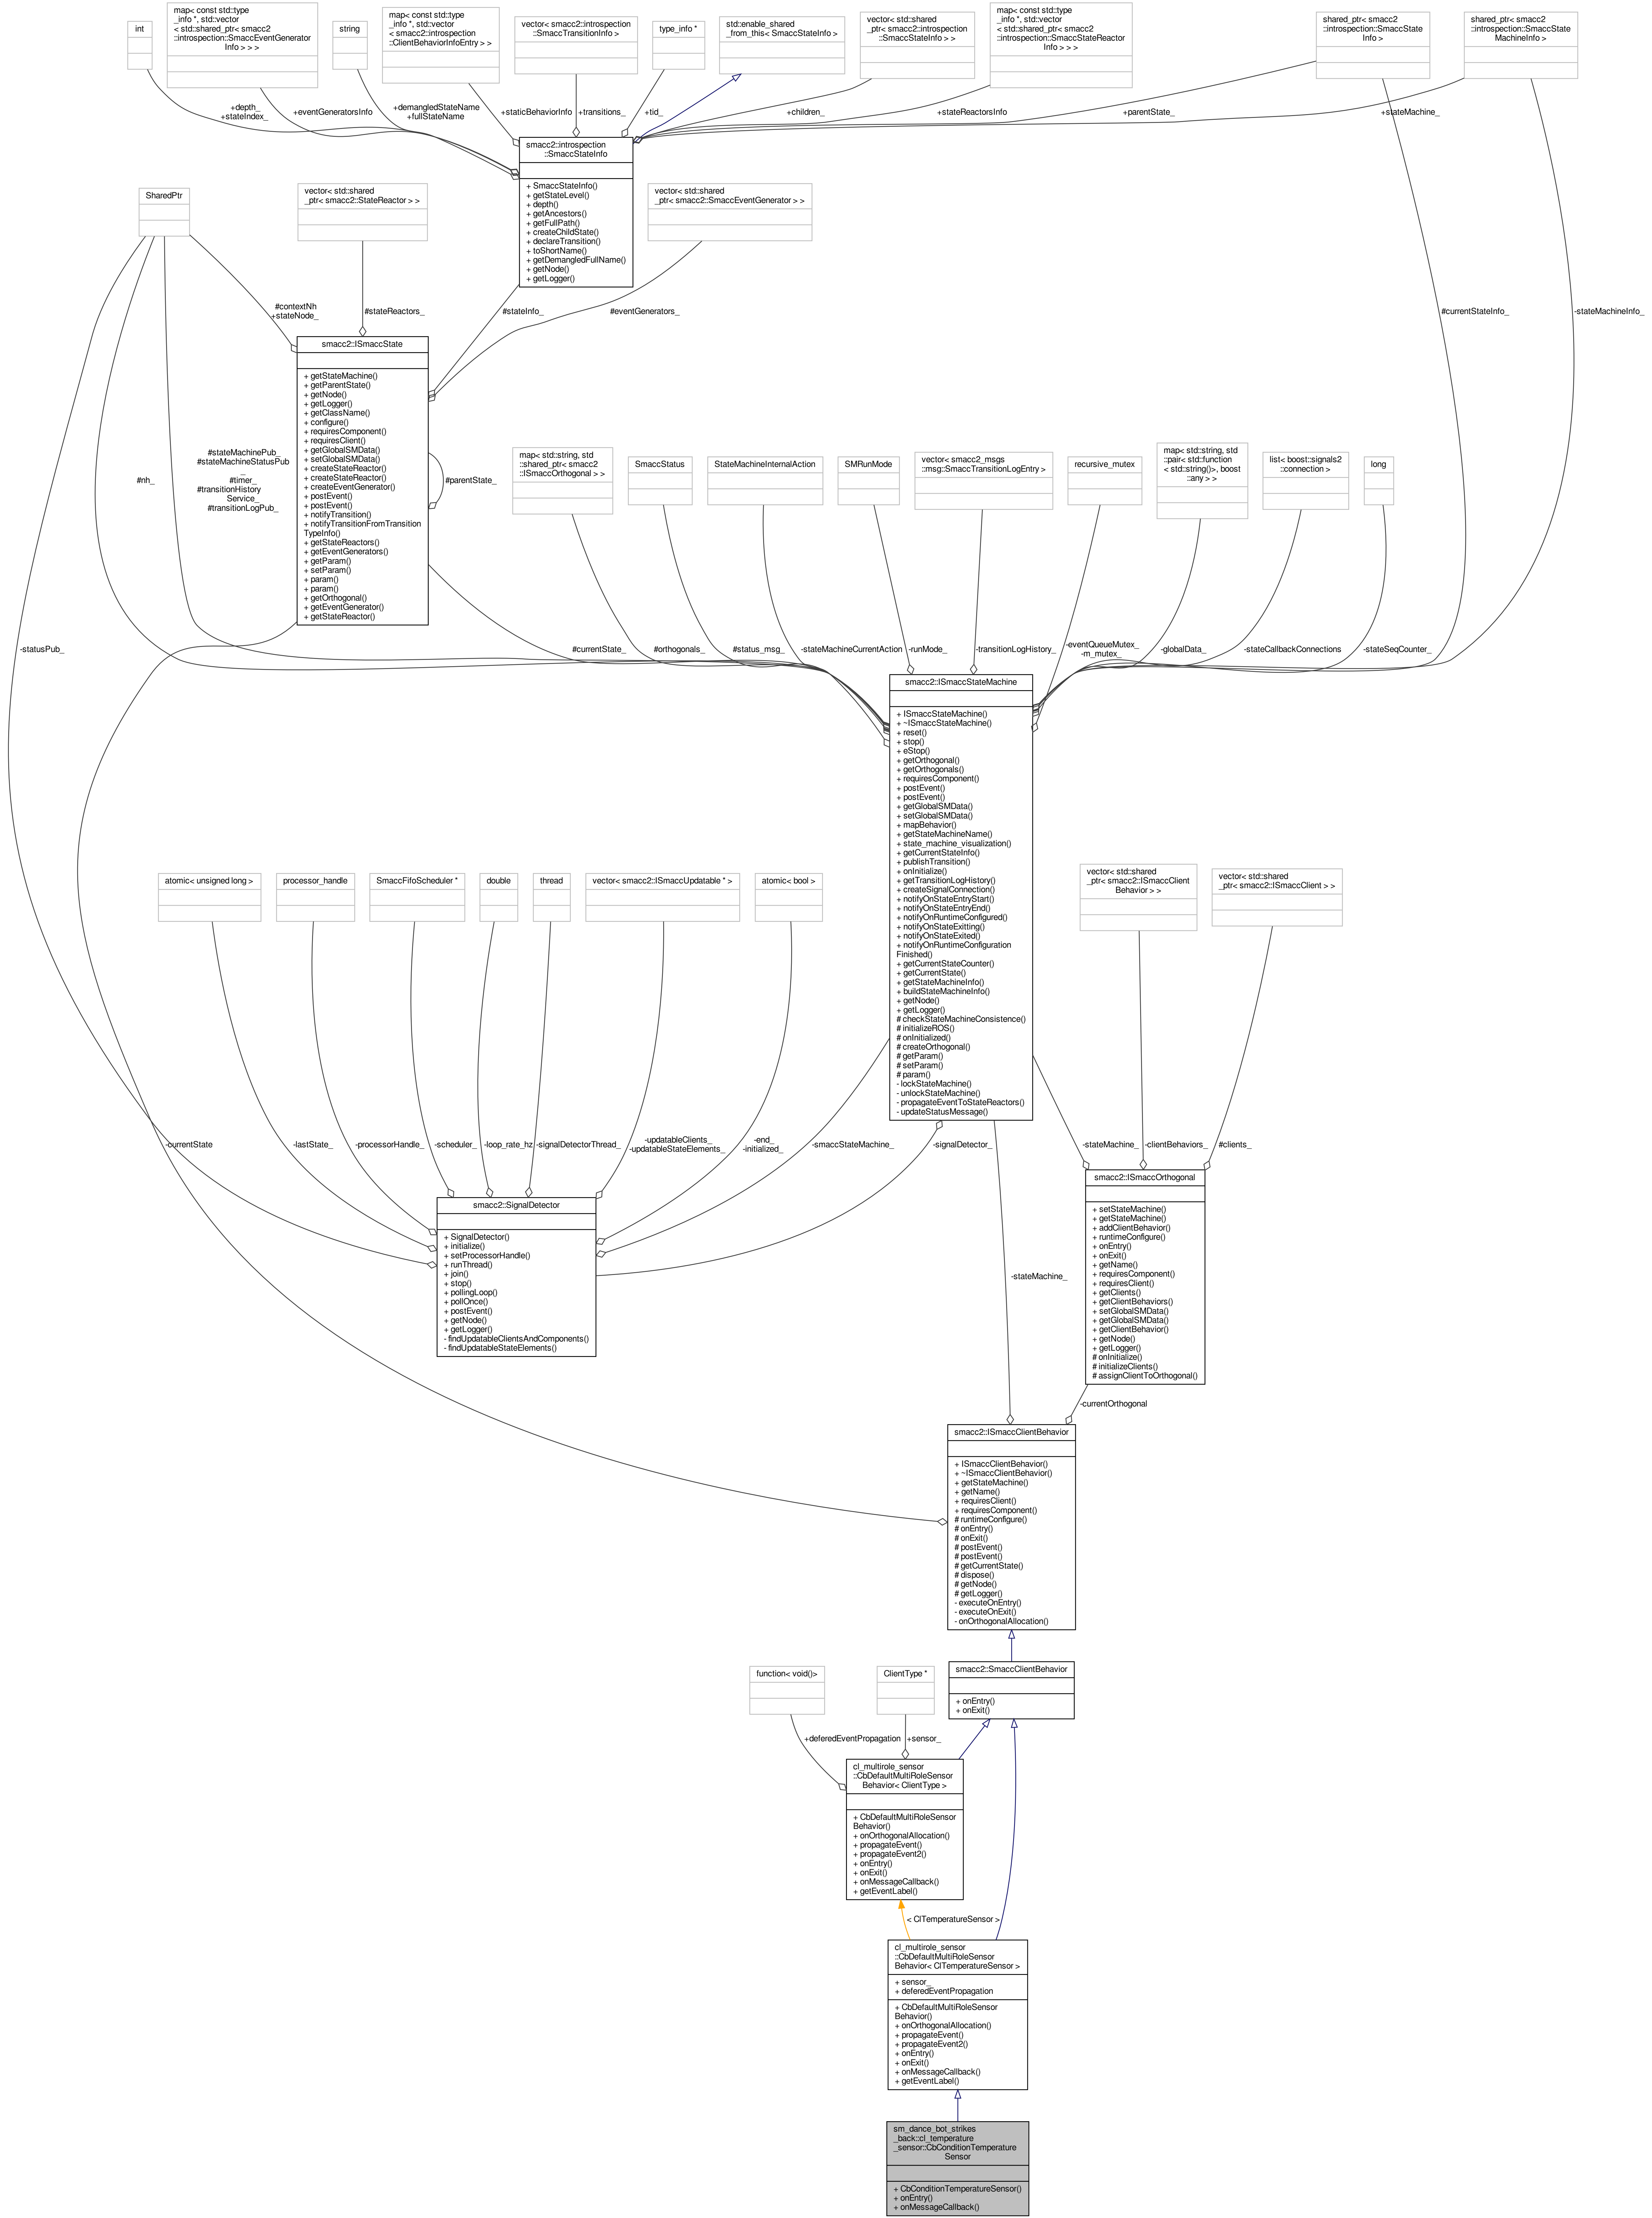 int
map< const std::type
_info *, std::vector
< std::shared_ptr< smacc2
::introspection::SmaccEventGenerator
Info > > >
string
map< const std::type
_info *, std::vector
< smacc2::introspection
::ClientBehaviorInfoEntry > >
vector< smacc2::introspection
::SmaccTransitionInfo >
type_info *
std::enable_shared
_from_this< SmaccStateInfo >
vector< std::shared
_ptr< smacc2::introspection
::SmaccStateInfo > >
map< const std::type
_info *, std::vector
< std::shared_ptr< smacc2
::introspection::SmaccStateReactor
Info > > >
shared_ptr< smacc2
::introspection::SmaccState
Info >
shared_ptr< smacc2
::introspection::SmaccState
MachineInfo >
+depth_
+stateIndex_
+eventGeneratorsInfo
+demangledStateName
+fullStateName
+staticBehaviorInfo
+transitions_
+tid_
+children_
+stateReactorsInfo
+parentState_
+stateMachine_
smacc2::introspection
::SmaccStateInfo
+ SmaccStateInfo()
+ getStateLevel()
+ depth()
+ getAncestors()
+ getFullPath()
+ createChildState()
+ declareTransition()
+ toShortName()
+ getDemangledFullName()
+ getNode()
+ getLogger()
SharedPtr
vector< std::shared
_ptr< smacc2::StateReactor > >
vector< std::shared
_ptr< smacc2::SmaccEventGenerator > >
#contextNh
+stateNode_
#stateReactors_
#stateInfo_
#eventGenerators_
#currentStateInfo_
-stateMachineInfo_
smacc2::ISmaccState
+ getStateMachine()
+ getParentState()
+ getNode()
+ getLogger()
+ getClassName()
+ configure()
+ requiresComponent()
+ requiresClient()
+ getGlobalSMData()
+ setGlobalSMData()
+ createStateReactor()
+ createStateReactor()
+ createEventGenerator()
+ postEvent()
+ postEvent()
+ notifyTransition()
+ notifyTransitionFromTransition
TypeInfo()
+ getStateReactors()
+ getEventGenerators()
+ getParam()
+ setParam()
+ param()
+ param()
+ getOrthogonal()
+ getEventGenerator()
+ getStateReactor()
#parentState_
#nh_
#stateMachinePub_
#stateMachineStatusPub
_
#timer_
#transitionHistory
Service_
#transitionLogPub_
map< std::string, std
::shared_ptr< smacc2
::ISmaccOrthogonal > >
SmaccStatus
StateMachineInternalAction
SMRunMode
vector< smacc2_msgs
::msg::SmaccTransitionLogEntry >
recursive_mutex
map< std::string, std
::pair< std::function
< std::string()>, boost
::any > >
list< boost::signals2
::connection >
long
-statusPub_
#currentState_
#orthogonals_
#status_msg_
-stateMachineCurrentAction
-runMode_
-transitionLogHistory_
-eventQueueMutex_
-m_mutex_
-globalData_
-stateCallbackConnections
-stateSeqCounter_
smacc2::ISmaccStateMachine
+ ISmaccStateMachine()
+ ~ISmaccStateMachine()
+ reset()
+ stop()
+ eStop()
+ getOrthogonal()
+ getOrthogonals()
+ requiresComponent()
+ postEvent()
+ postEvent()
+ getGlobalSMData()
+ setGlobalSMData()
+ mapBehavior()
+ getStateMachineName()
+ state_machine_visualization()
+ getCurrentStateInfo()
+ publishTransition()
+ onInitialize()
+ getTransitionLogHistory()
+ createSignalConnection()
+ notifyOnStateEntryStart()
+ notifyOnStateEntryEnd()
+ notifyOnRuntimeConfigured()
+ notifyOnStateExitting()
+ notifyOnStateExited()
+ notifyOnRuntimeConfiguration
Finished()
+ getCurrentStateCounter()
+ getCurrentState()
+ getStateMachineInfo()
+ buildStateMachineInfo()
+ getNode()
+ getLogger()
# checkStateMachineConsistence()
# initializeROS()
# onInitialized()
# createOrthogonal()
# getParam()
# setParam()
# param()
- lockStateMachine()
- unlockStateMachine()
- propagateEventToStateReactors()
- updateStatusMessage()
atomic< unsigned long >
processor_handle
SmaccFifoScheduler *
double
thread
vector< smacc2::ISmaccUpdatable * >
atomic< bool >
vector< std::shared
_ptr< smacc2::ISmaccClient
Behavior > >
vector< std::shared
_ptr< smacc2::ISmaccClient > >
-currentState
-lastState_
-processorHandle_
-scheduler_
-loop_rate_hz
-signalDetectorThread_
-updatableClients_
-updatableStateElements_
-end_
-initialized_
-smaccStateMachine_
-signalDetector_
-stateMachine_
-clientBehaviors_
#clients_
smacc2::SignalDetector
+ SignalDetector()
+ initialize()
+ setProcessorHandle()
+ runThread()
+ join()
+ stop()
+ pollingLoop()
+ pollOnce()
+ postEvent()
+ getNode()
+ getLogger()
- findUpdatableClientsAndComponents()
- findUpdatableStateElements()
smacc2::ISmaccOrthogonal
+ setStateMachine()
+ getStateMachine()
+ addClientBehavior()
+ runtimeConfigure()
+ onEntry()
+ onExit()
+ getName()
+ requiresComponent()
+ requiresClient()
+ getClients()
+ getClientBehaviors()
+ setGlobalSMData()
+ getGlobalSMData()
+ getClientBehavior()
+ getNode()
+ getLogger()
# onInitialize()
# initializeClients()
# assignClientToOrthogonal()
-stateMachine_
-currentOrthogonal
smacc2::ISmaccClientBehavior
+ ISmaccClientBehavior()
+ ~ISmaccClientBehavior()
+ getStateMachine()
+ getName()
+ requiresClient()
+ requiresComponent()
# runtimeConfigure()
# onEntry()
# onExit()
# postEvent()
# postEvent()
# getCurrentState()
# dispose()
# getNode()
# getLogger()
- executeOnEntry()
- executeOnExit()
- onOrthogonalAllocation()
function< void()>
ClientType *
smacc2::SmaccClientBehavior
+ onEntry()
+ onExit()
+deferedEventPropagation
+sensor_
cl_multirole_sensor
::CbDefaultMultiRoleSensor
Behavior< ClientType >
+ CbDefaultMultiRoleSensor
Behavior()
+ onOrthogonalAllocation()
+ propagateEvent()
+ propagateEvent2()
+ onEntry()
+ onExit()
+ onMessageCallback()
+ getEventLabel()
< ClTemperatureSensor >
cl_multirole_sensor
::CbDefaultMultiRoleSensor
Behavior< ClTemperatureSensor >
+ sensor_
+ deferedEventPropagation
+ CbDefaultMultiRoleSensor
Behavior()
+ onOrthogonalAllocation()
+ propagateEvent()
+ propagateEvent2()
+ onEntry()
+ onExit()
+ onMessageCallback()
+ getEventLabel()
sm_dance_bot_strikes
_back::cl_temperature
_sensor::CbConditionTemperature
Sensor
+ CbConditionTemperatureSensor()
+ onEntry()
+ onMessageCallback()